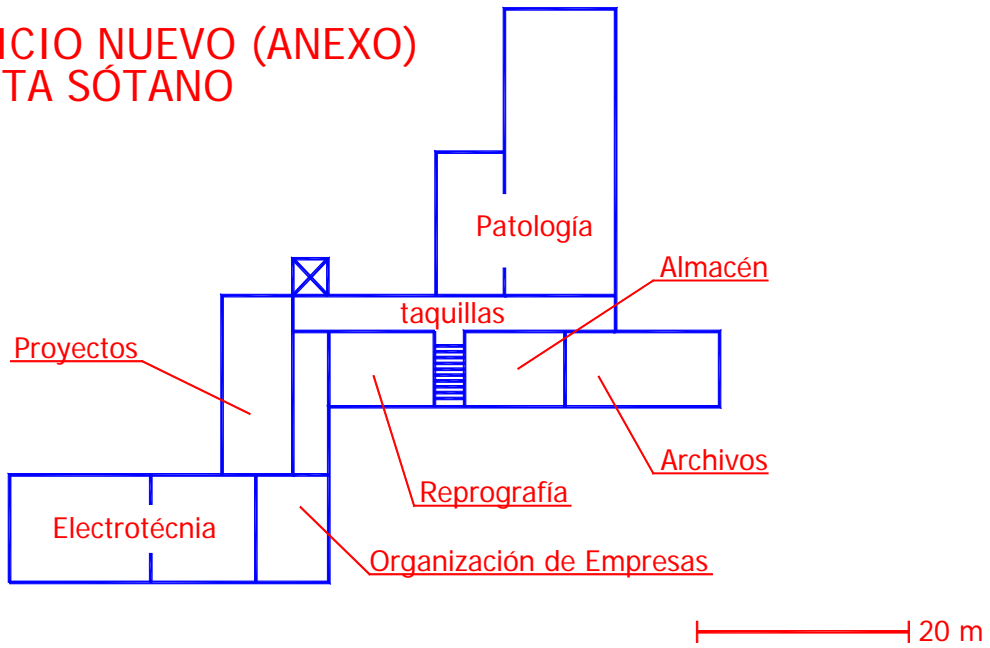 ICIO NUEVO (ANEXO)
TA SÓTANO
Patología
Almacén
taquillas
Proyectos
Archivos
Reprografía
Electrotécnia
Organización de Empresas
20 m